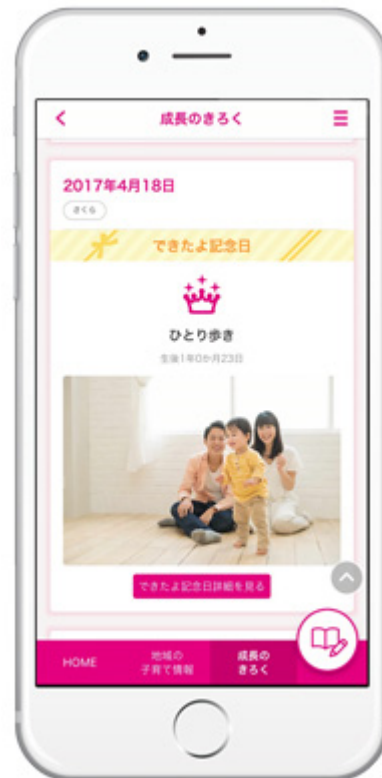 成長のきろく
2017年4月18日
さくら
できたよ記念日
ひとり歩き
生後1年0か月23日
できたよ記念日詳細を見る
HOME
地域の
子育て情報
成長の
きろく